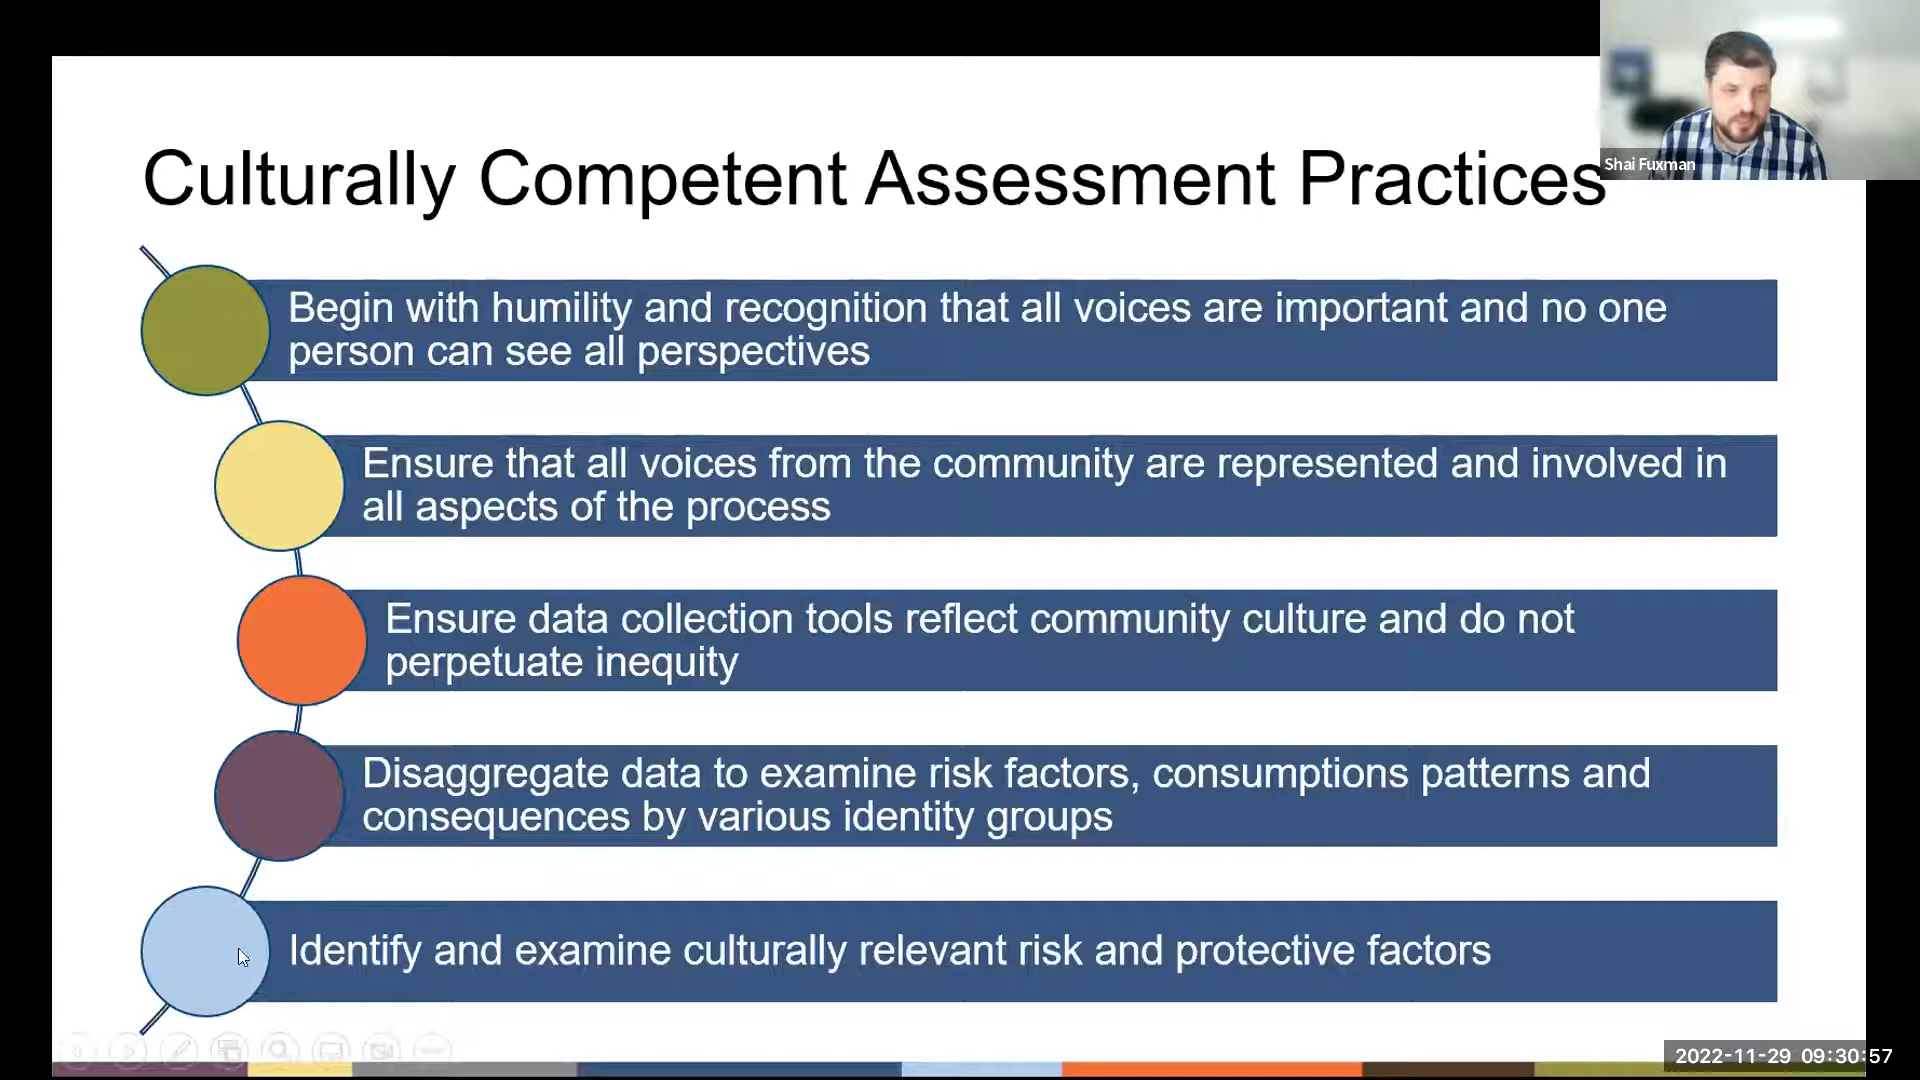 Shai Fuxman
Culturally Competent Assessment Practices
Begin with humility and recognition that all voices are important and no one
person can see all perspectives
Ensure that all voices from the community are represented and involved in
all aspects of the process
Ensure data collection tools reflect community culture and do not
perpetuate inequity
Disaggregate data to examine risk factors, consumptions patterns and
consequences by various identity groups
Identify and examine culturally relevant risk and protective factors
2022-11-29 09:30:57